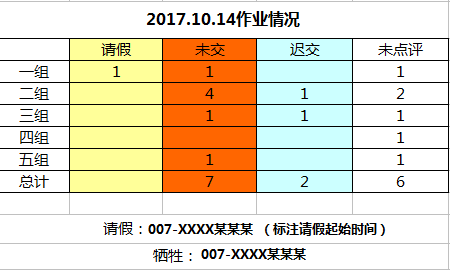 2017.10.14作业情况
请假 未交 迟交 未点评
一组 1 1 1
二组 4 1 2
三组 1 1 1
四组 1
五组 1 1
总计 7 2 6
请假：007-XXXX某某某 （标注请假起始时间）
牺牲：007-XXXX某某某